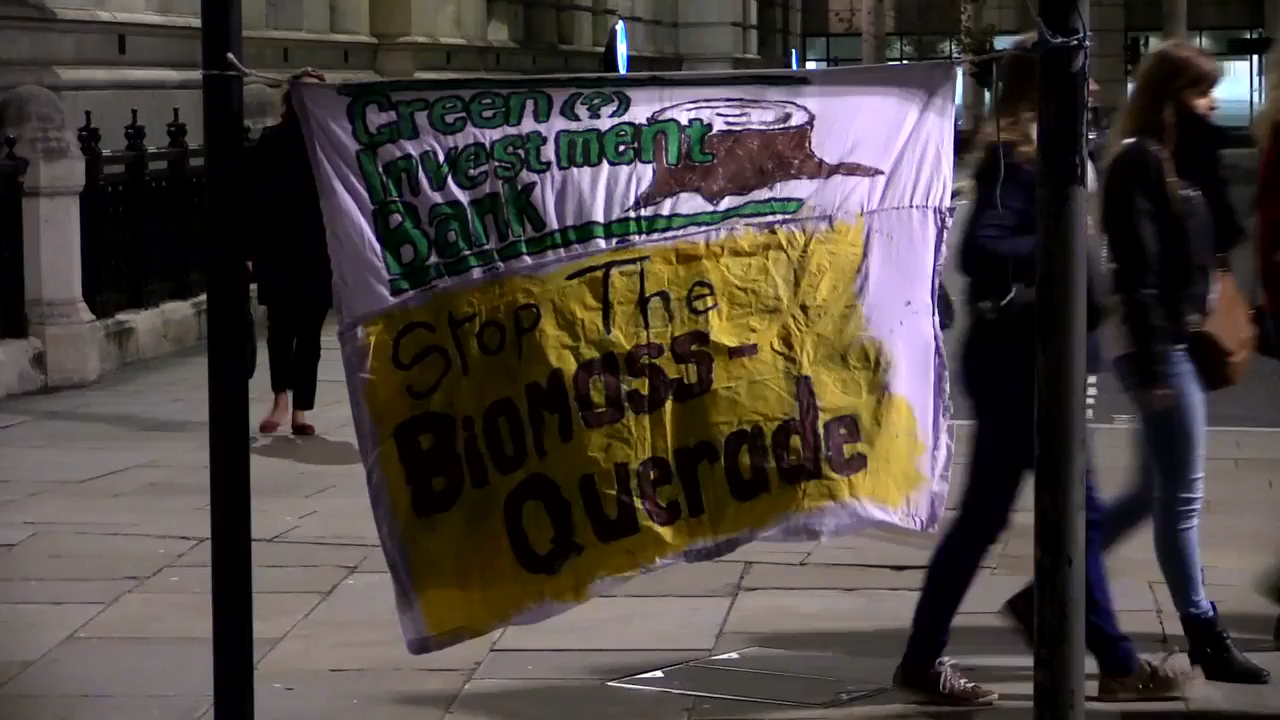 Green (?)
Investment
Bank
Stop The
BioMass-
Querade